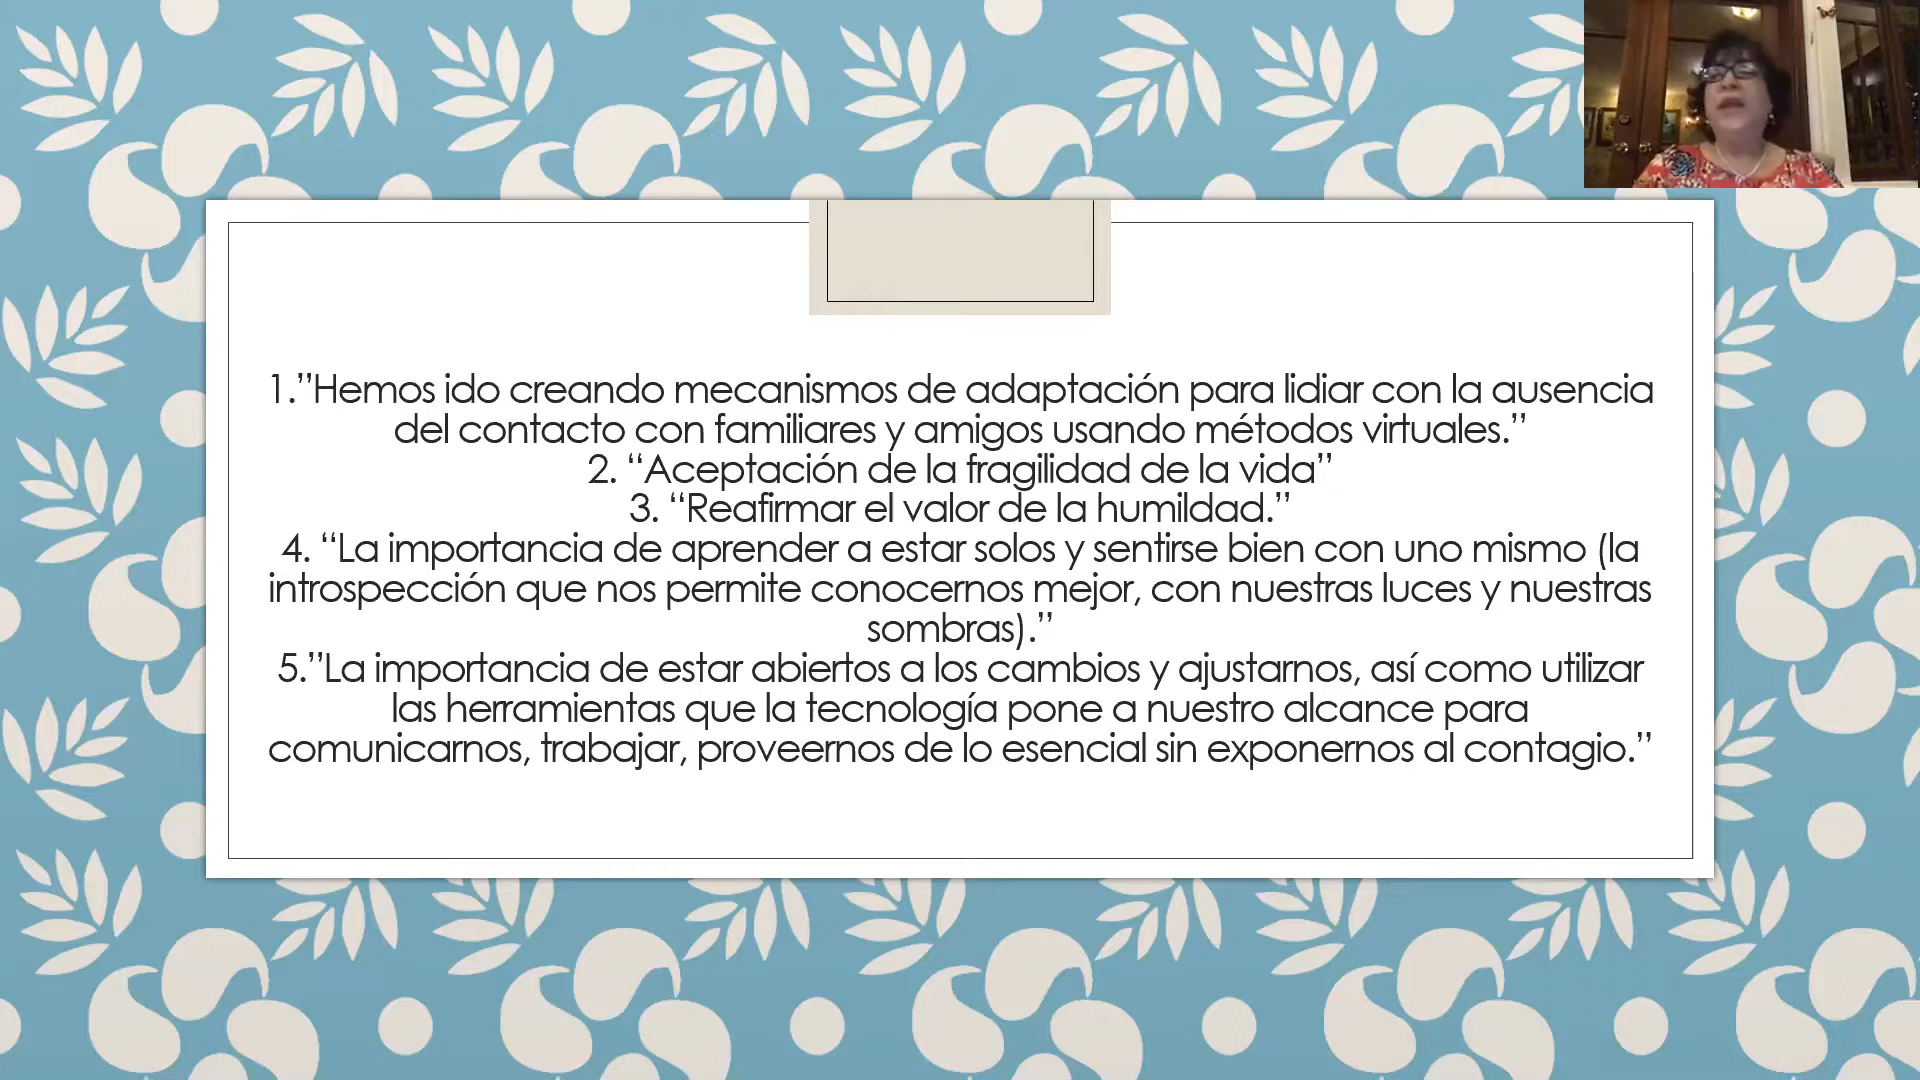 1.”Hemos ido creando mecanismos de adaptación para lidiar con la ausencia
del contacto con familiares y amigos usando métodos virtuales.”
2. “Aceptación de la fragilidad de la vida”
3. “Reafirmar el valor de la humildad.”
4. “La importancia de aprender a estar solos y sentirse bien con uno mismo (la
introspección que nos permite conocernos mejor, con nuestras luces y nuestras
sombras).”
5.”La importancia de estar abiertos a los cambios y ajustarnos, así como utilizar
las herramientas que la tecnología pone a nuestro alcance para
comunicarnos, trabajar, proveernos de lo esencial sin exponernos al contagio.”